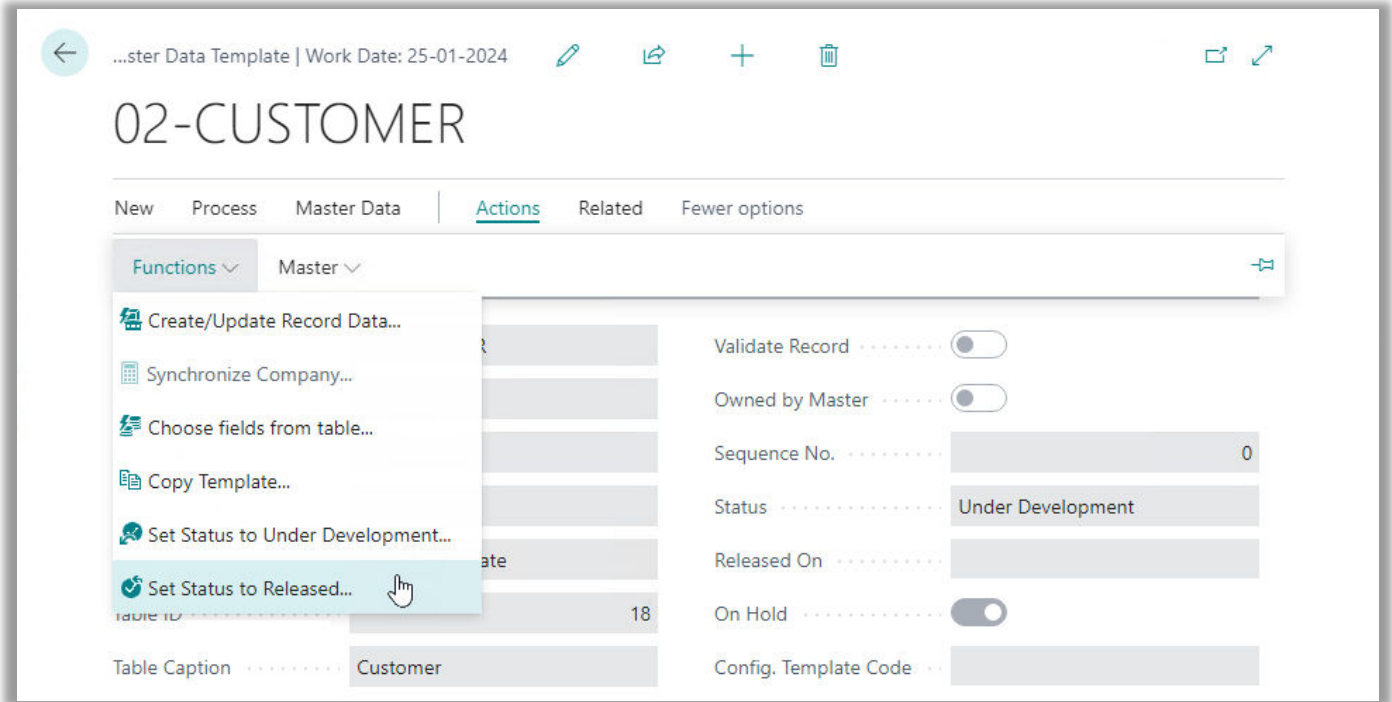 ...ster Data Template | Work Date: 25-01-2024
02-CUSTOMER
New Process Master Data Actions Related Fewer options
Functions Master
Create/Update Record Data...
R
Validate Record
Synchronize Company...
Owned by Master
Choose fields from table...
Sequence No. 0
Copy Template...
Set Status to Under Development...
Status Under Development
ate
Released On
Set Status to Released...
Table ID 18
On Hold
Table Caption Customer
Config. Template Code